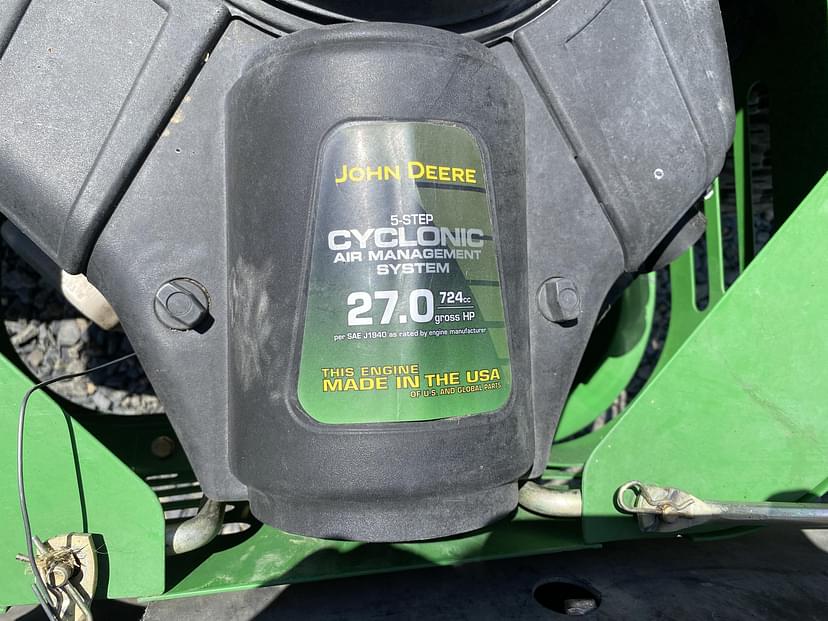 JOHN DEERE
5-STEP
CYCLONIC
AIR MANAGEMENT
SYSTEM
27.0 724cc
gross HP
per SAE J1940 as rated by engine manufacturer
THIS ENGINE
MADE IN THE USA
OF U.S. AND GLOBAL PARTS